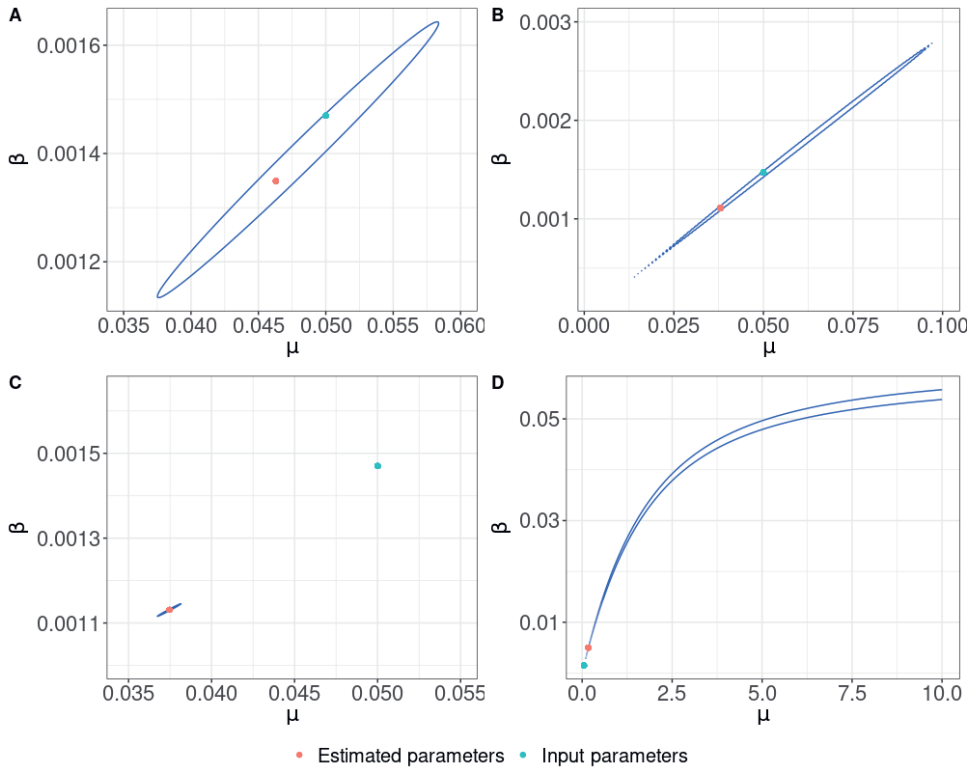 A
β
0.0016
0.0014
0.0012
0.035 0.040 0.045 0.050 0.055 0.060
μ
B
β
0.003
0.002
0.001
0.000 0.025 0.050 0.075 0.100
μ
C
β
0.0015
0.0013
0.0011
0.035 0.040 0.045 0.050 0.055
μ
D
β
0.05
0.03
0.01
0.0 2.5 5.0 7.5 10.0
μ
Estimated parameters Input parameters